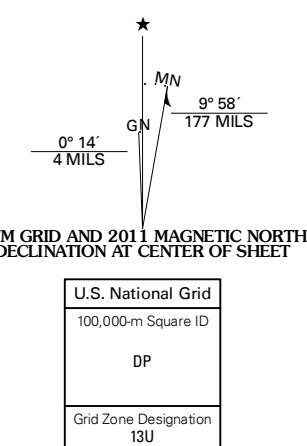 ★
MN
9° 58´
177 MILS
GN
0° 14´
4 MILS
M GRID AND 2011 MAGNETIC NORTH
DECLINATION AT CENTER OF SHEET
U.S. National Grid
100,000-m Square ID
DP
Grid Zone Designation
13U